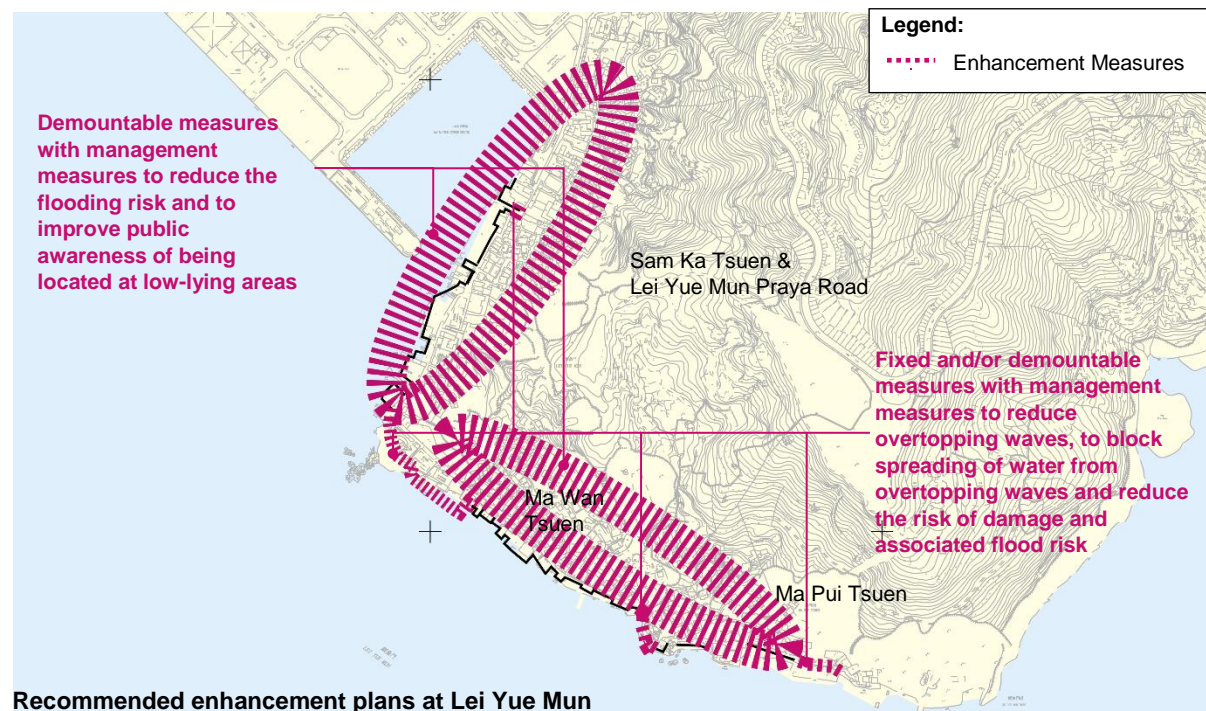 Legend:
Enhancement Measures
Demountable measures
with management
measures to reduce the
flooding risk and to
improve public
awareness of being
located at low-lying areas
Sam Ka Tsuen &
Lei Yue Mun Praya Road
Fixed and/or demountable
measures with management
measures to reduce
overtopping waves, to block
spreading of water from
overtopping waves and reduce
the risk of damage and
associated flood risk
Ma Wan
Tsuen
Ma Pui Tsuen
Recommended enhancement plans at Lei Yue Mun